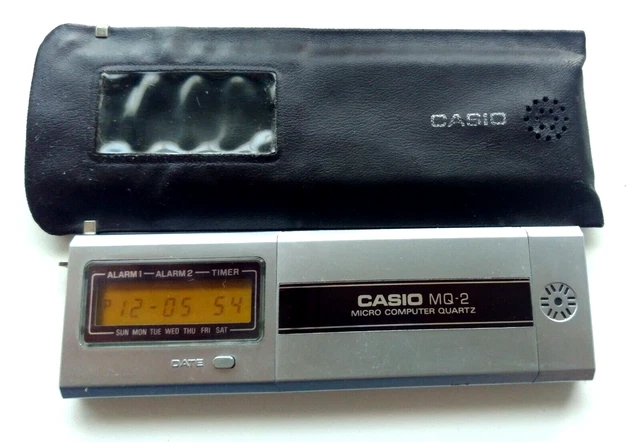 CASIO
ALARM 1 ALARM 2 TIMER
P 12-05 54
SUN MON TUE WED THU FRI SAT
DATE
CASIO MQ-2
MICRO COMPUTER QUARTZ